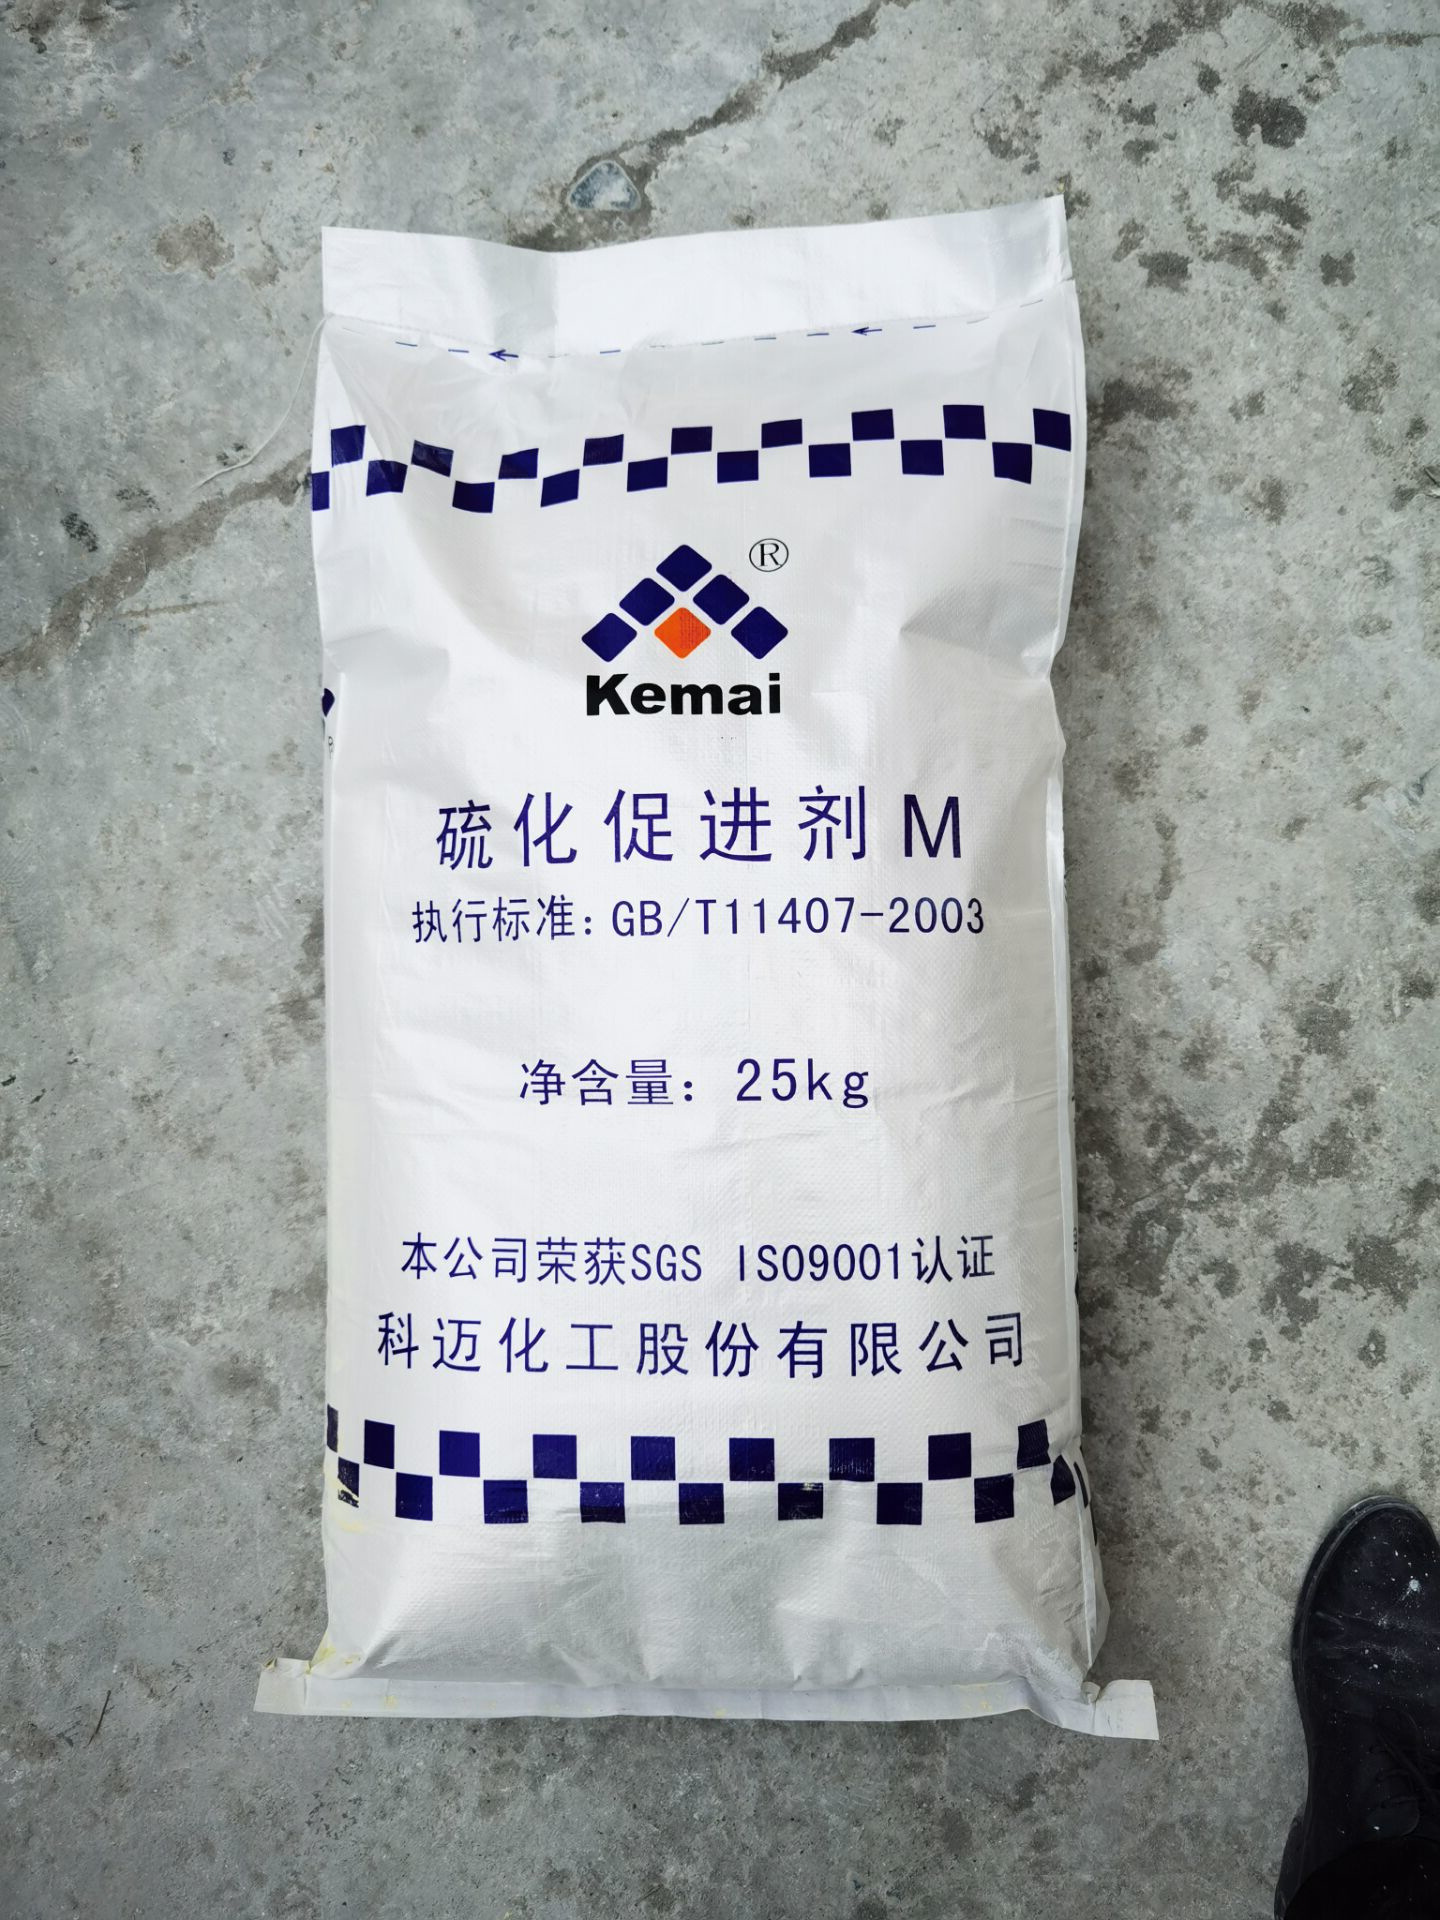 ®
Kemai
硫化促进剂M
执行标准:GB/T11407-2003
净含量:25kg
本公司荣获SGS ISO9001认证
科迈化工股份有限公司